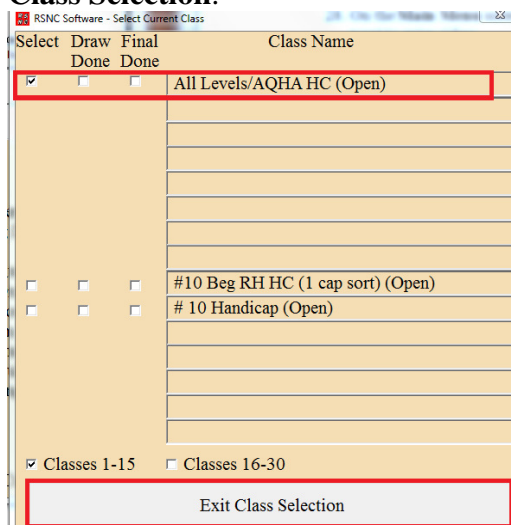 Class Selection.
RSNC Software - Select Current Class
Select Draw Final Class Name
Done Done
All Levels/AQHA HC (Open)
#10 Beg RH HC (1 cap sort) (Open)
# 10 Handicap (Open)
Classes 1-15 Classes 16-30
Exit Class Selection